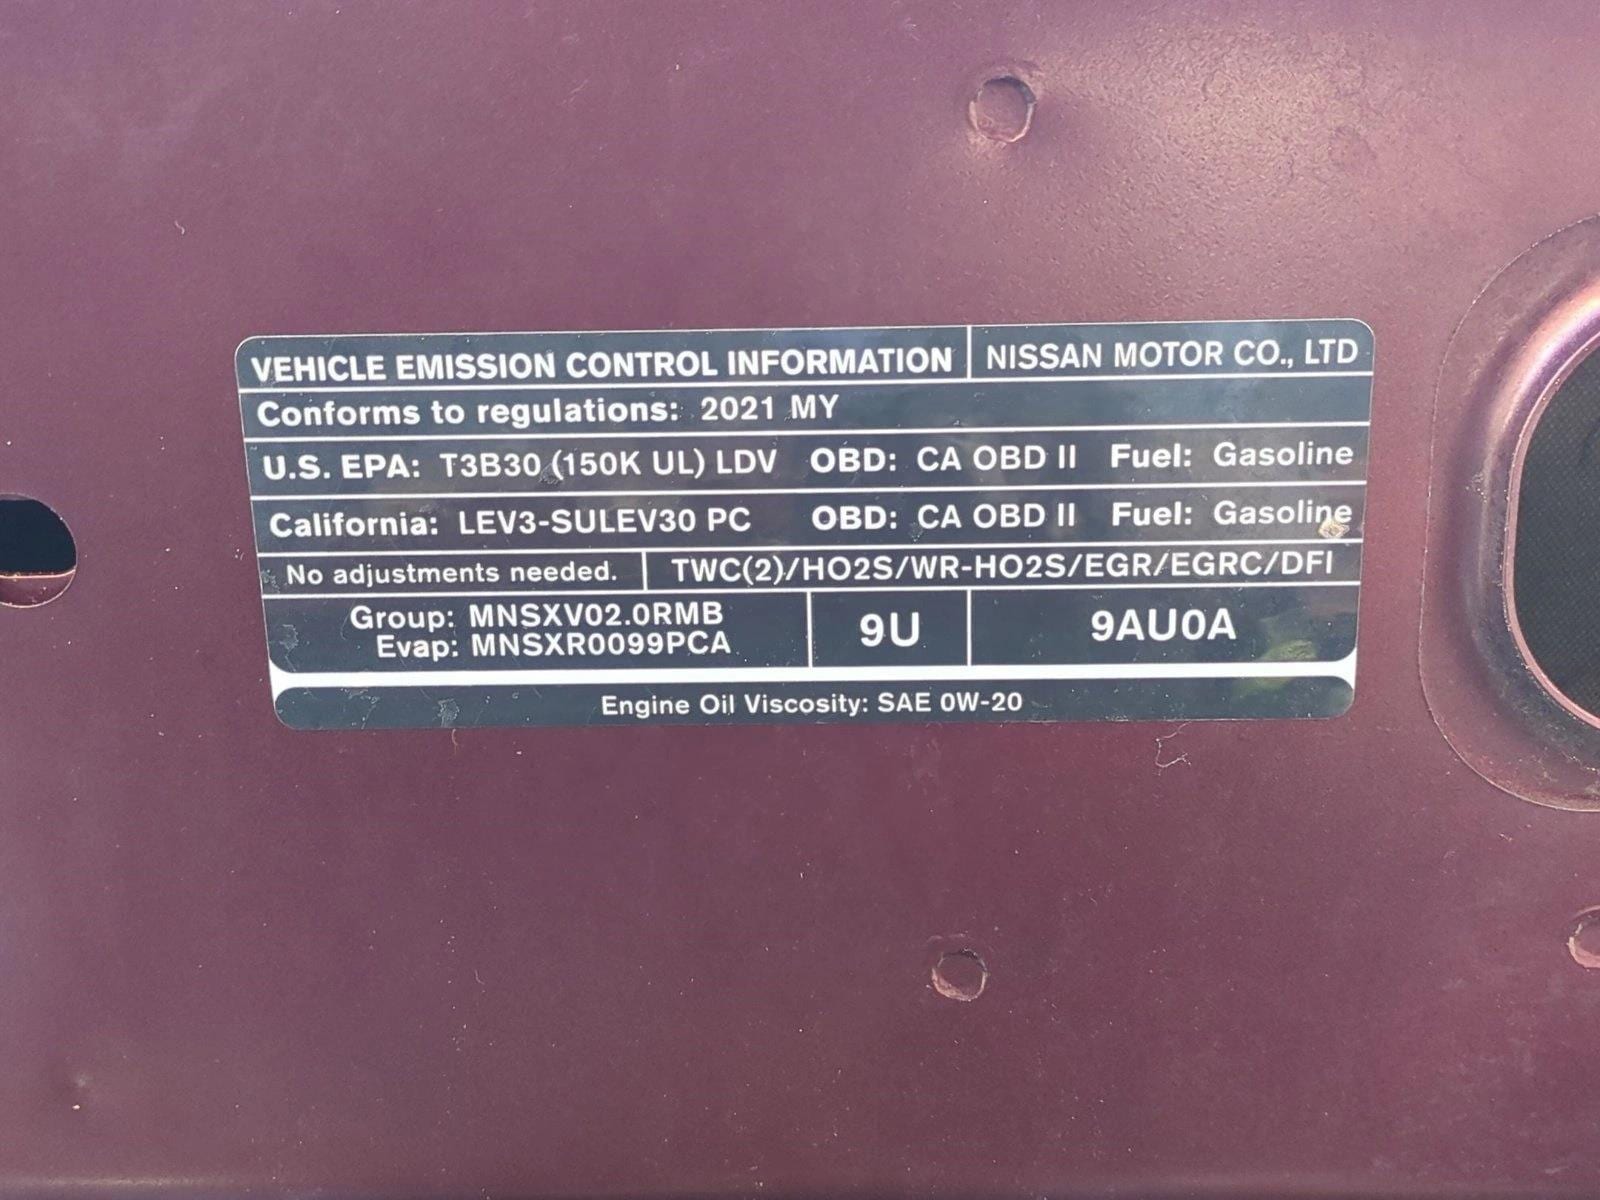 VEHICLE EMISSION CONTROL INFORMATION NISSAN MOTOR CO., LTD
Conforms to regulations: 2021 MY
U.S. EPA: T3B30 (150K UL) LDV OBD: CA OBD II Fuel: Gasoline
California: LEV3-SULEV30 PC OBD: CA OBD II Fuel: Gasoline
No adjustments needed. TWC(2)/HO2S/WR-HO2S/EGR/EGRC/DFI
Group: MNSXV02.0RMB
Evap: MNSXR0099PCA
9U 9AU0A
Engine Oil Viscosity: SAE 0W-20